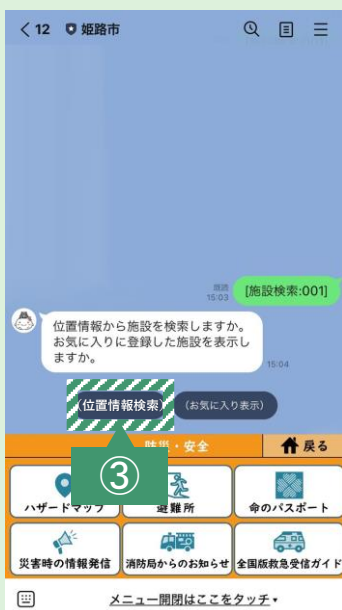 12 姫路市
既読
15:03
[施設検索:001]
位置情報から施設を検索しますか。
お気に入りに登録した施設を表示し
ますか。
15:04
(位置情報検索)
(お気に入り表示)
防災・安全
戻る
③
ハザードマップ
避難所
命のパスポート
災害時の情報発信
消防局からのお知らせ
全国版救急受信ガイド
メニュー開閉はここをタッチ▾